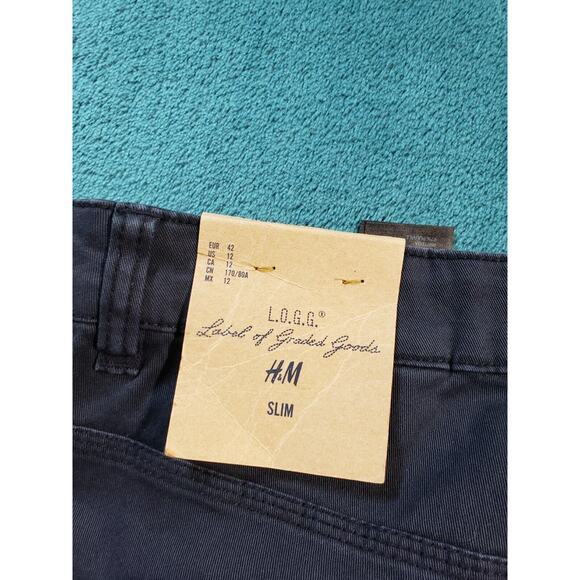 EUR 42
US 12
CA 12
CN 170/80A
MX 12
L.O.G.G.®
Label of Graded Goods
H&M
SLIM